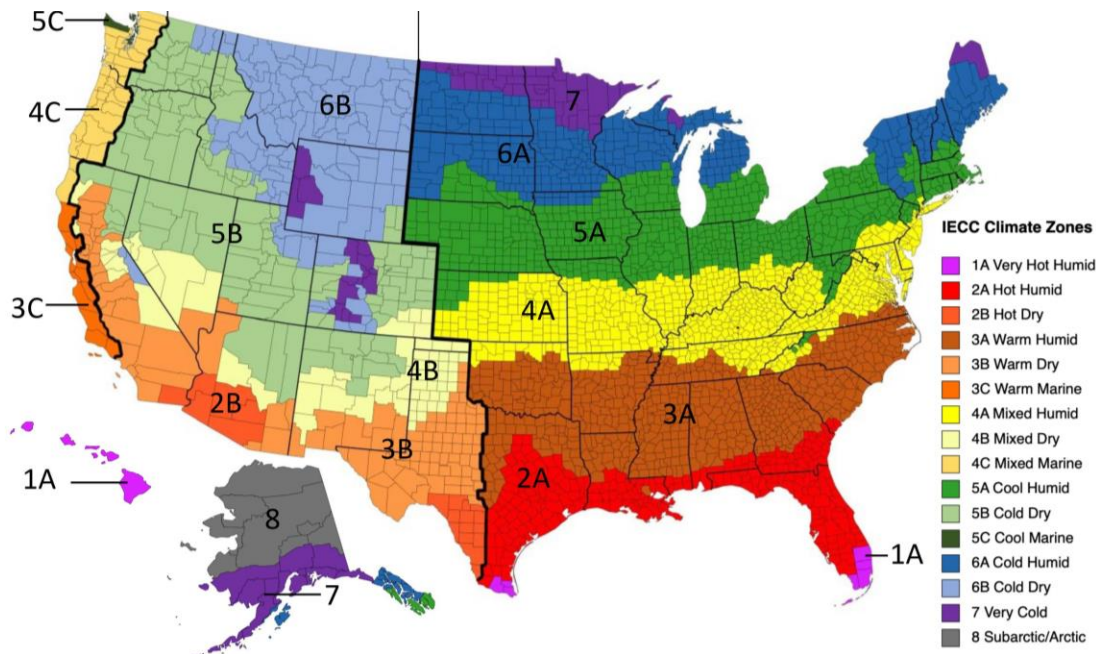 5C
4C
3C
6B
7
6A
5B
5A
4A
4B
2B
3B
3A
2A
1A
8
7
1A
IECC Climate Zones
1A Very Hot Humid
2A Hot Humid
2B Hot Dry
3A Warm Humid
3B Warm Dry
3C Warm Marine
4A Mixed Humid
4B Mixed Dry
4C Mixed Marine
5A Cool Humid
5B Cold Dry
5C Cool Marine
6A Cold Humid
6B Cold Dry
7 Very Cold
8 Subarctic/Arctic